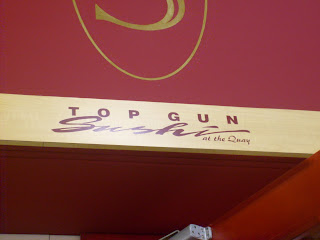 TOP GUN
Sushi
at the Quay